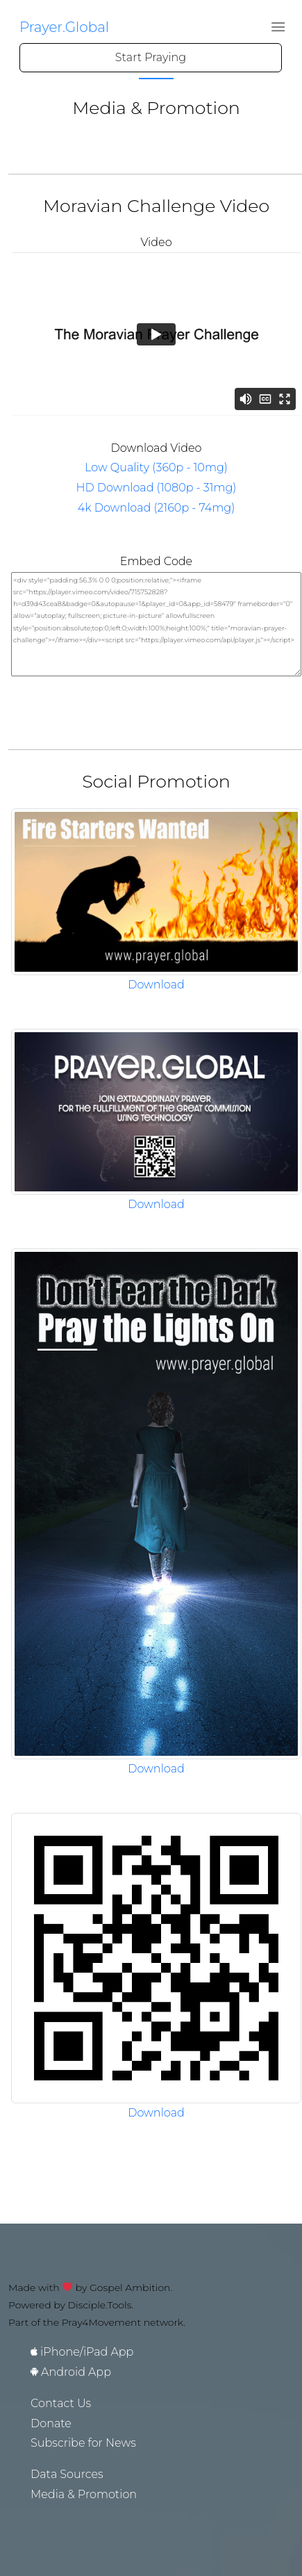 Prayer.Global
Start Praying
Media & Promotion
Moravian Challenge Video
Video
The Moravian Prayer Challenge
Download Video
Low Quality (360p - 10mg)
HD Download (1080p - 31mg)
4k Download (2160p - 74mg)
Embed Code
<div style="padding:56.3% 0 0 0;position:relative;"><iframe
src="https://player.vimeo.com/video/715752828?
h=d39d43cea8&badge=0&autopause=1&player_id=0&app_id=58479" frameborder="0"
allow="autoplay; fullscreen; picture-in-picture" allowfullscreen
style="position:absolute;top:0;left:0;width:100%;height:100%;" title="moravian-prayer-
challenge"></iframe></div><script src="https://player.vimeo.com/api/player.js"></script>
Social Promotion
Fire Starters Wanted
www.prayer.global
Download
PRAYER.GLOBAL
JOIN EXTRAORDINARY PRAYER
FOR THE FULLFILLMENT OF THE GREAT COMMISSION
USING TECHNOLOGY
Download
Don't Fear the Dark
Pray the Lights On
www.prayer.global
Download
Download
Made with by Gospel Ambition.
Powered by Disciple.Tools.
Part of the Pray4Movement network.
iPhone/iPad App
Android App
Contact Us
Donate
Subscribe for News
Data Sources
Media & Promotion